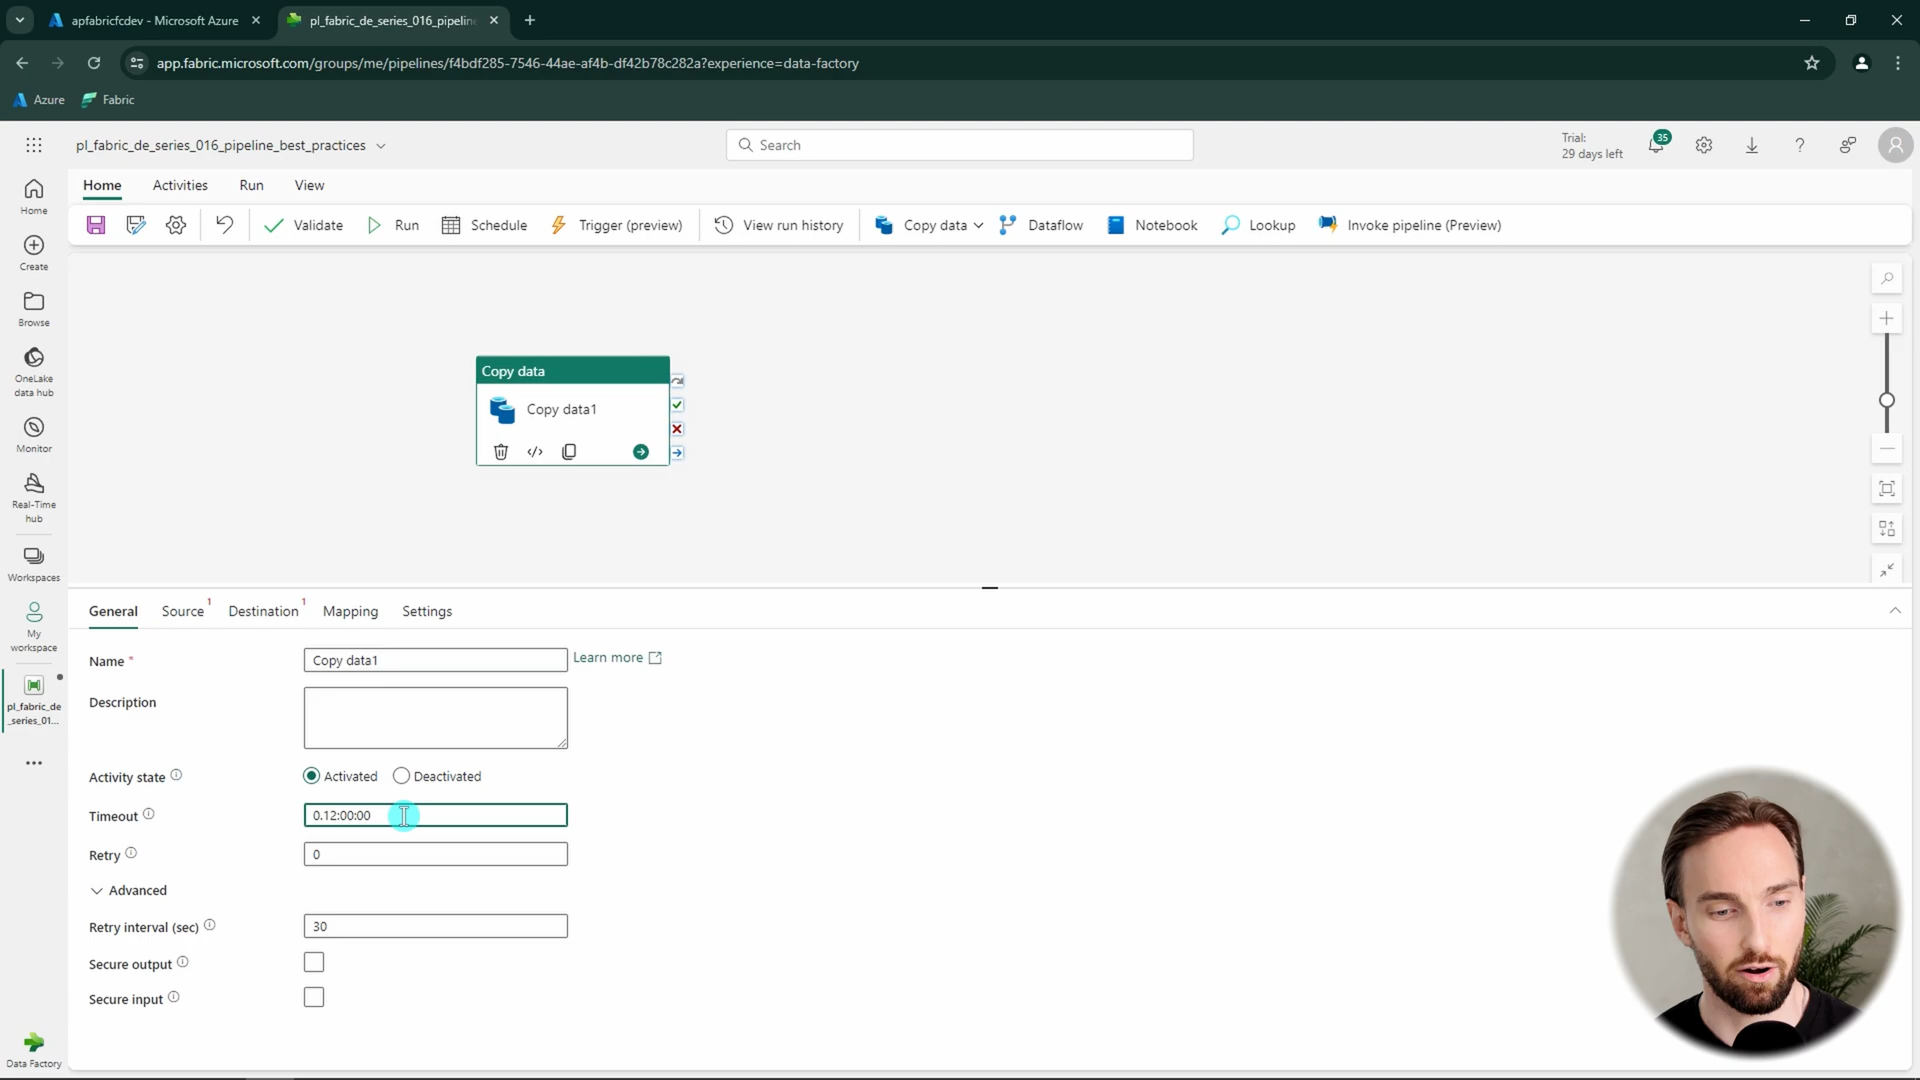 apfabricfcdev - Microsoft Azure
pl_fabric_de_series_016_pipelin
app.fabric.microsoft.com/groups/me/pipelines/f4bdf285-7546-44ae-af4b-df42b78c282a?experience=data-factory
Azure
Fabric
pl_fabric_de_series_016_pipeline_best_practices
Search
Trial:
29 days left
35
Home
Activities
Run
View
Validate
Run
Schedule
Trigger (preview)
View run history
Copy data
Dataflow
Notebook
Lookup
Invoke pipeline (Preview)
Home
Create
Browse
OneLake
data hub
Monitor
Real-Time
hub
Workspaces
My
workspace
pl_fabric_de
_series_01...
Data Factory
Copy data
Copy data1
General
Source 1
Destination 1
Mapping
Settings
Name *
Copy data1
Learn more
Description
Activity state
Activated
Deactivated
Timeout
0.12:00:00
Retry
0
Advanced
Retry interval (sec)
30
Secure output
Secure input